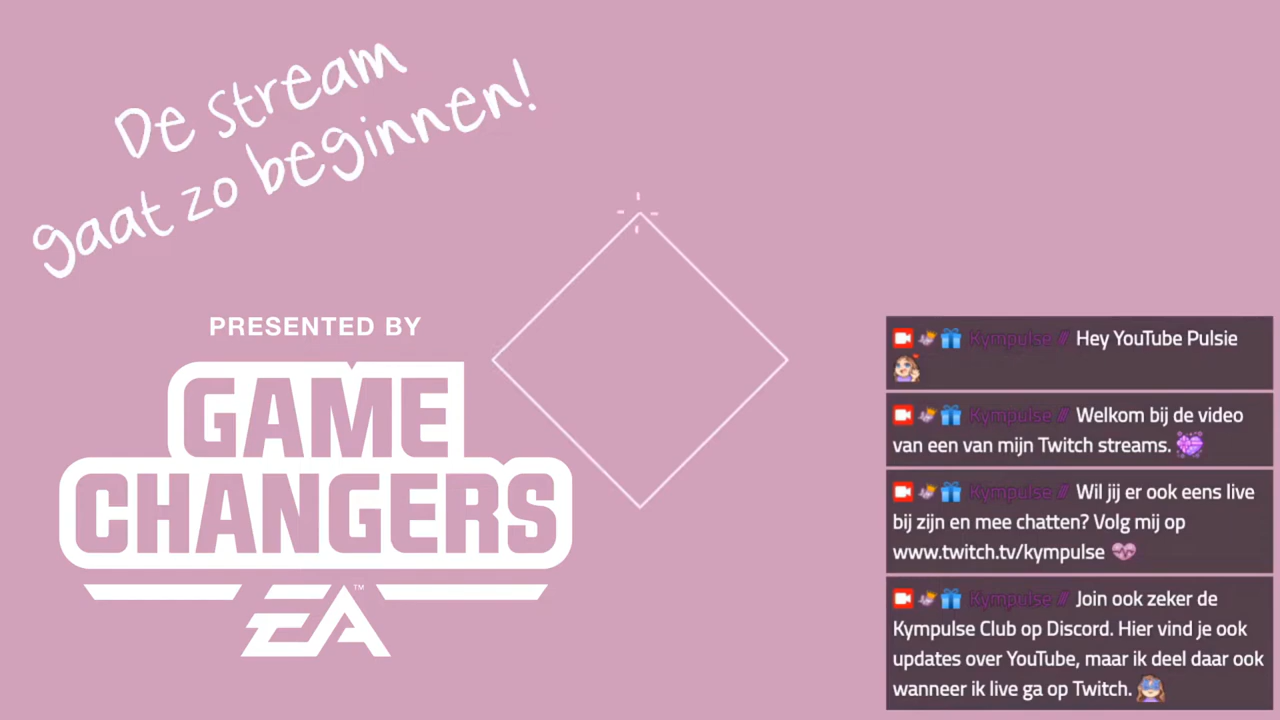 De stream
gaat zo beginnen!
PRESENTED BY
GAME
CHANGERS
EA™
Kympulse // Hey YouTube Pulsie
Kympulse // Welkom bij de video
van een van mijn Twitch streams.
Kympulse // Wil jij er ook eens live
bij zijn en mee chatten? Volg mij op
www.twitch.tv/kympulse
Kympulse // Join ook zeker de
Kympulse Club op Discord. Hier vind je ook
updates over YouTube, maar ik deel daar ook
wanneer ik live ga op Twitch.